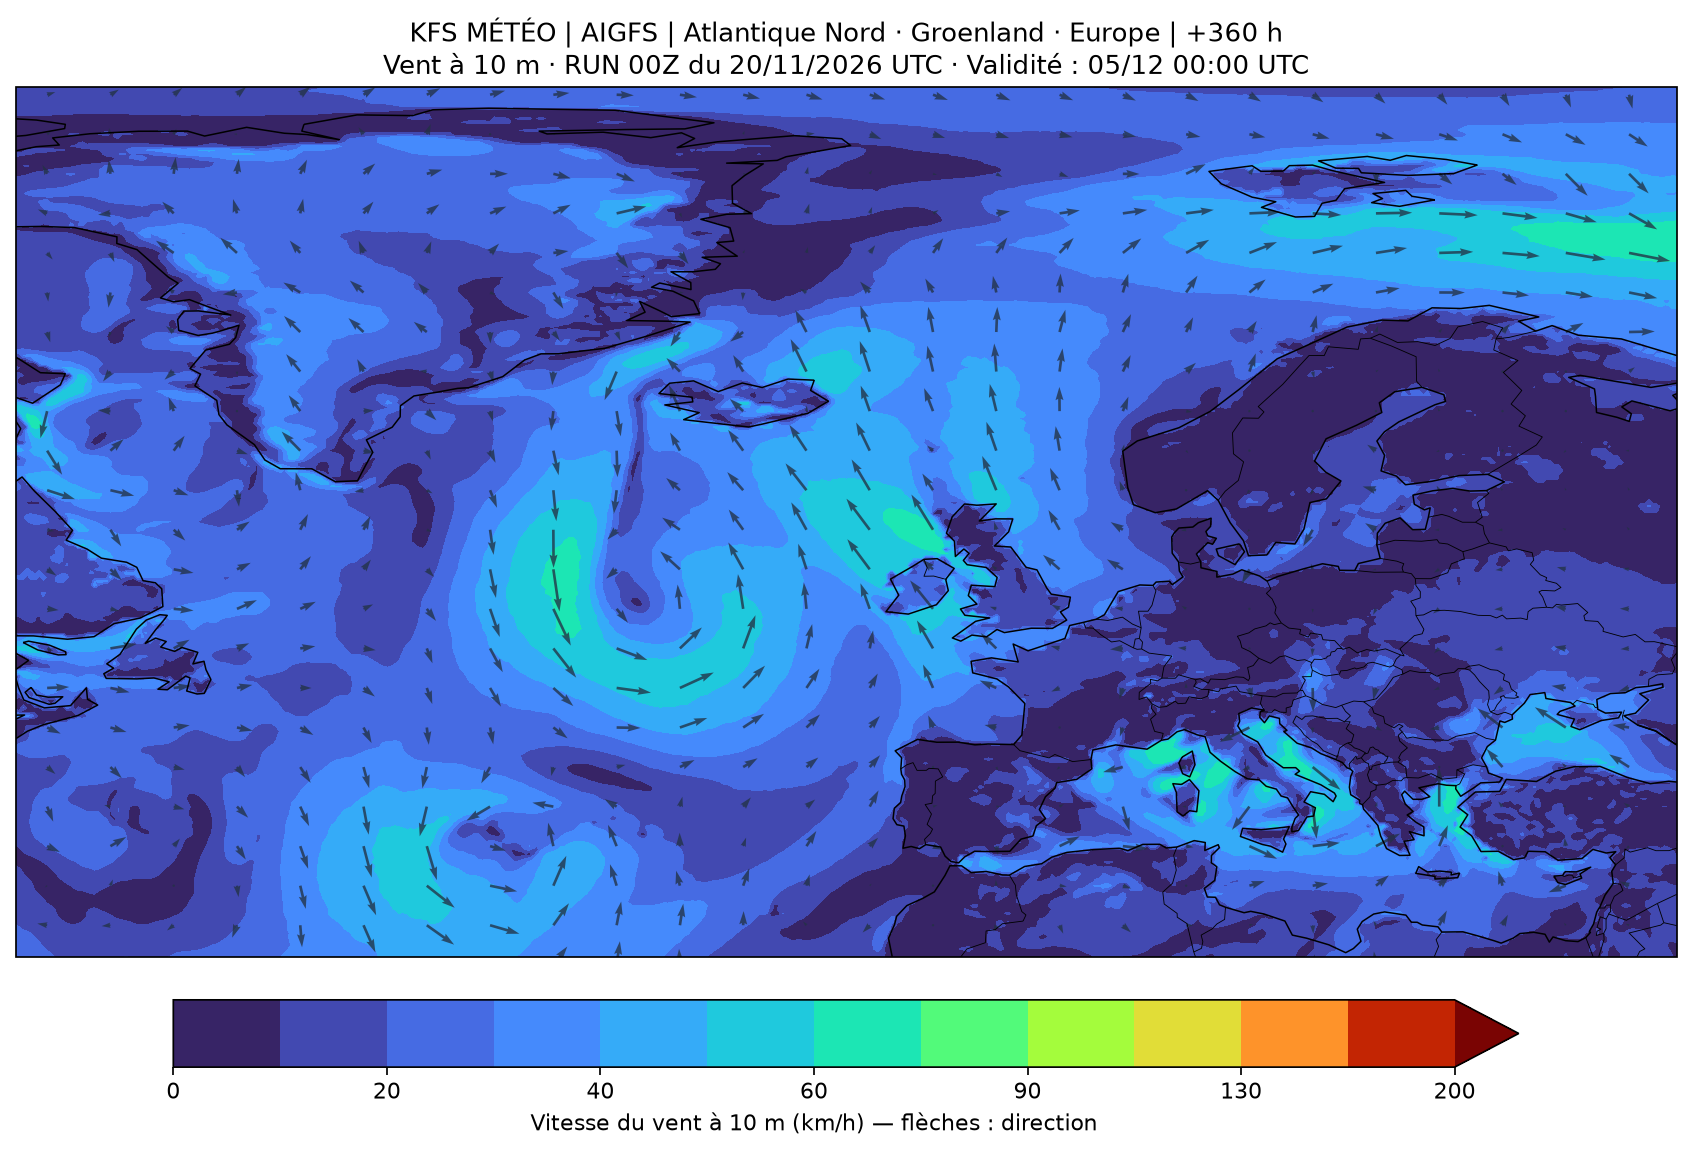 KFS MÉTÉO | AIGFS | Atlantique Nord · Groenland · Europe | +360 h
Vent à 10 m · RUN 00Z du 20/11/2026 UTC · Validité : 05/12 00:00 UTC
0 20 40 60 90 130 200
Vitesse du vent à 10 m (km/h) — flèches : direction